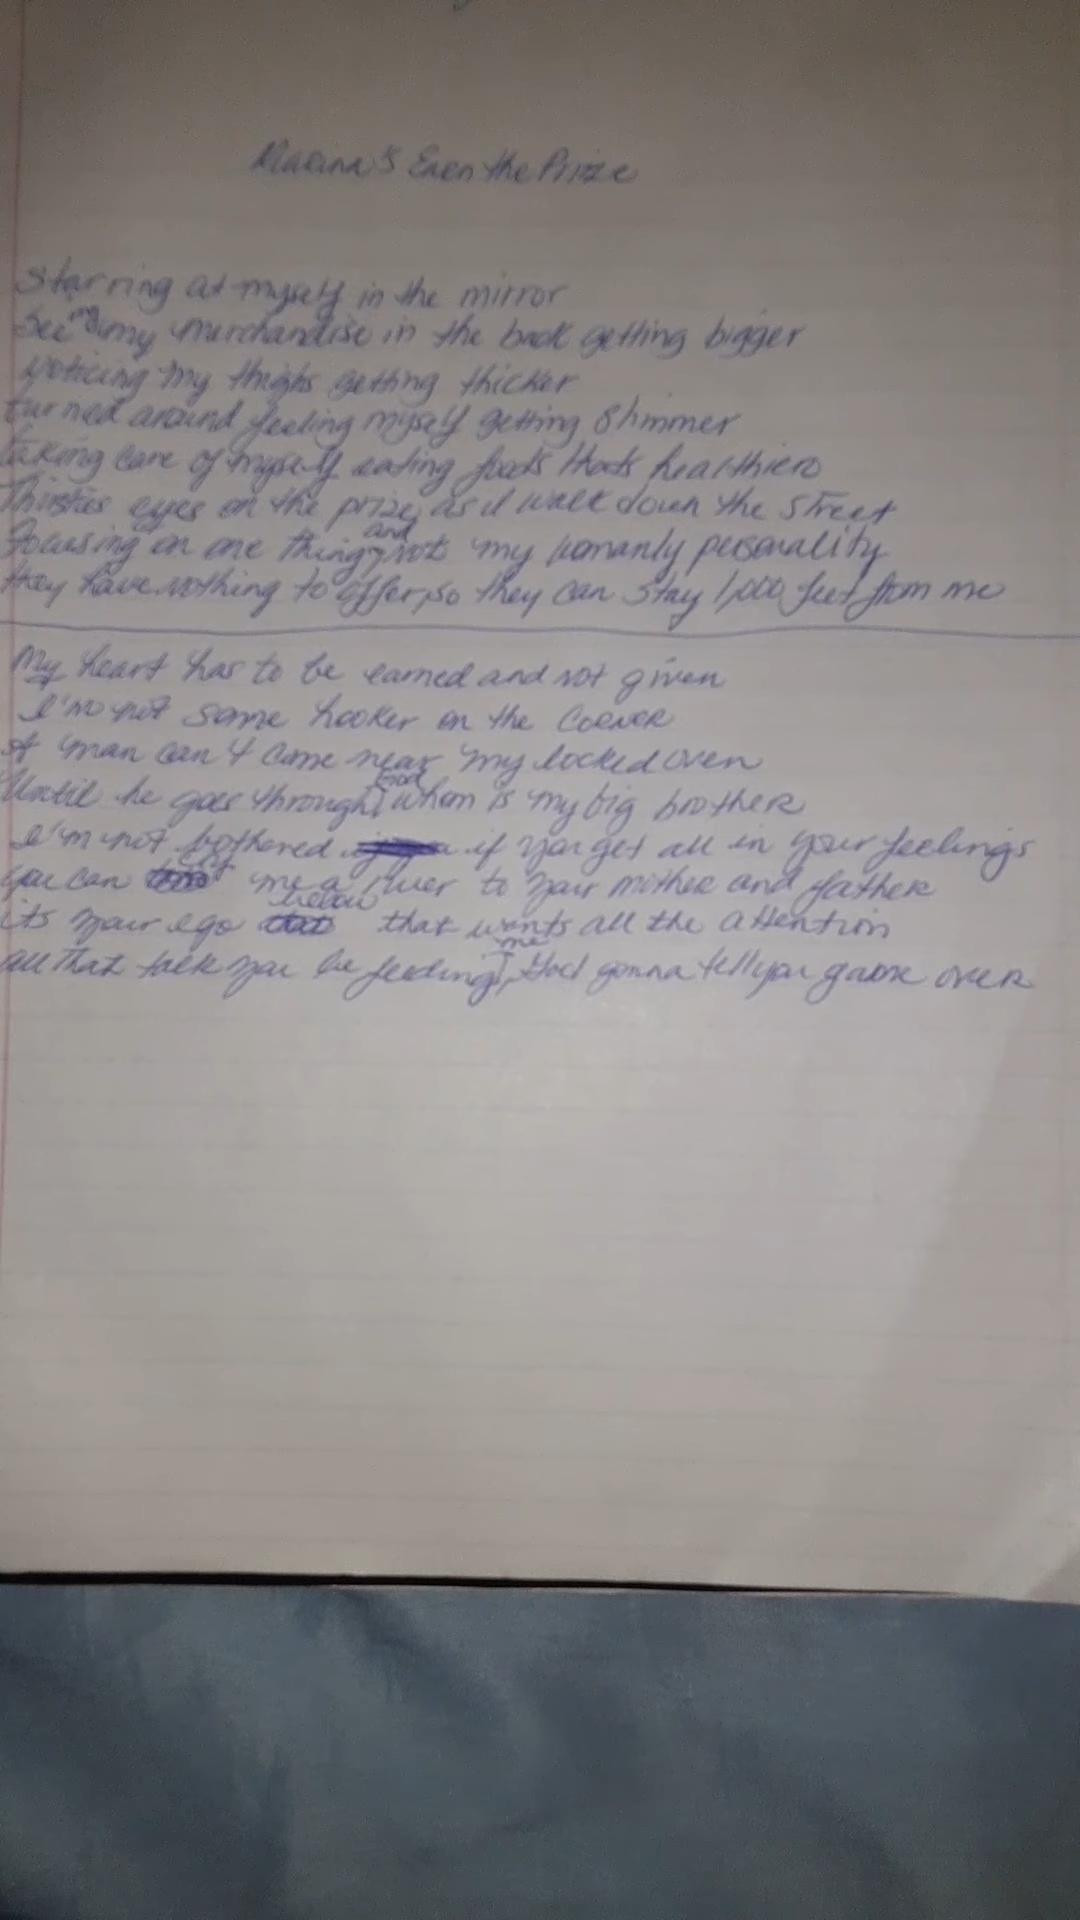 Even the Prize
Starring at myself in the mirror
Seeing my merchandise in the back getting bigger
Noticing my thighs getting thicker
turned around feeling myself getting Slimmer
taking care of myself eating foods thats healthier
eyes on the prize, as I walk down the street
focusing on one thing, and not my womanly personality
they have nothing to offer, so they can stay 1,000 feet from me
My heart has to be earned and not given
I'm not some hooker on the corner
A man can't come near my locked oven
Until he goes through God whom is my big brother
I'm not bothered if you get all in your feelings
you can me a river to your mother and father
its your ego that wants all the attention
all that talk you be feeding me, God gonna tell you game over